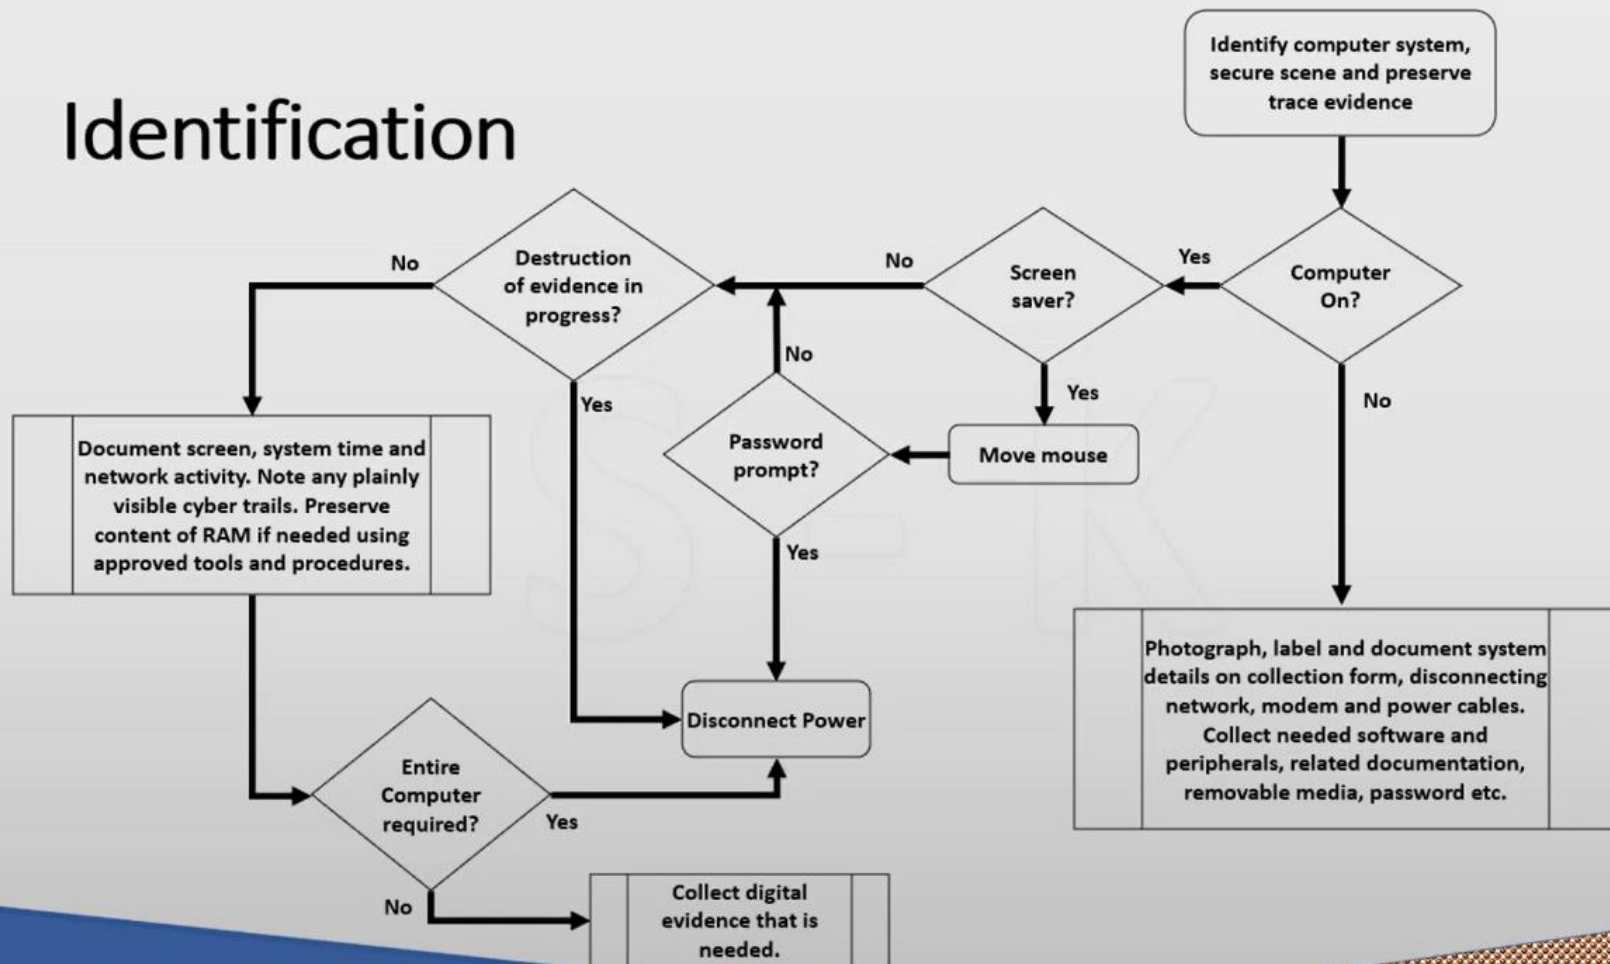 Identification
Identify computer system,
secure scene and preserve
trace evidence
Computer
On?
Yes
No
Screen
saver?
No
Yes
Move mouse
Password
prompt?
No
Yes
Destruction
of evidence in
progress?
No
Yes
Document screen, system time and
network activity. Note any plainly
visible cyber trails. Preserve
content of RAM if needed using
approved tools and procedures.
Disconnect Power
Photograph, label and document system
details on collection form, disconnecting
network, modem and power cables.
Collect needed software and
peripherals, related documentation,
removable media, password etc.
Entire
Computer
required?
Yes
No
Collect digital
evidence that is
needed.
S - K